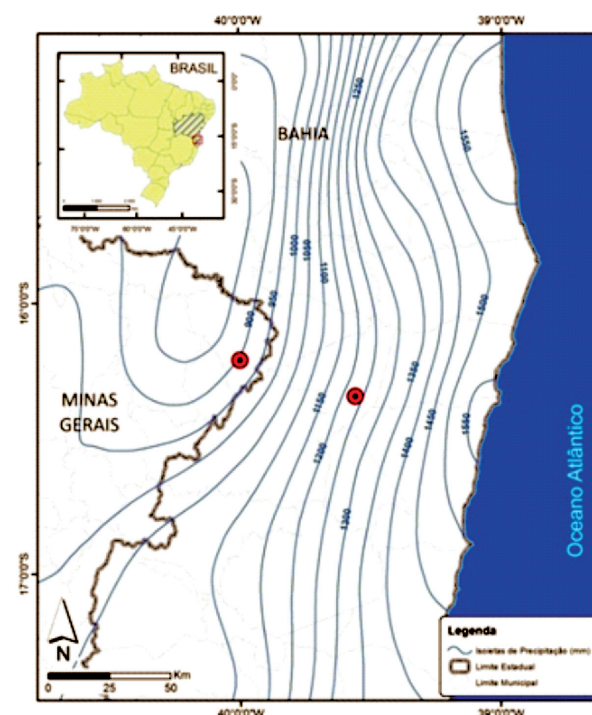 40°0'0"W 39°0'0"W
BRASIL
BAHIA
1250
1550
1000
1050
1100
950
900
1500
16°0'0"S
MINAS
GERAIS
1150
1200
1350
1400
1450
1550
1300
Oceano Atlântico
17°0'0"S
N
0 25 50 Km
Legenda
Isoietas de Precipitação (mm)
Limite Estadual
Limite Municipal
40°0'0"W 39°0'0"W